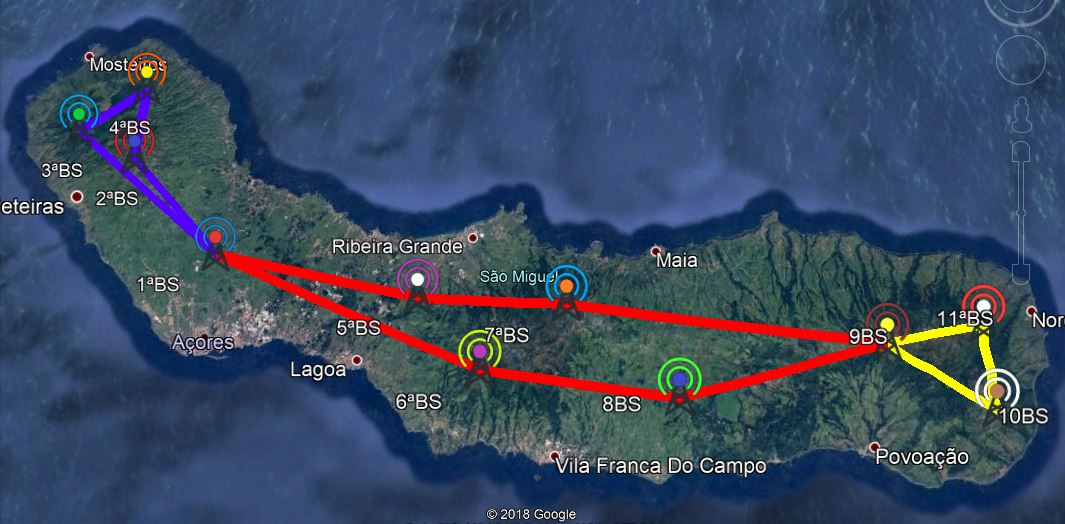 Mosteiros
4ªBS
3ªBS
2ªBS
eteiras
Ribeira Grande
Maia
São Miguel
1ªBS
5ªBS
7ªBS
9BS
11ªBS
Nor
Açores
Lagoa
6ªBS
8BS
10BS
Vila Franca Do Campo
Povoação
© 2018 Google